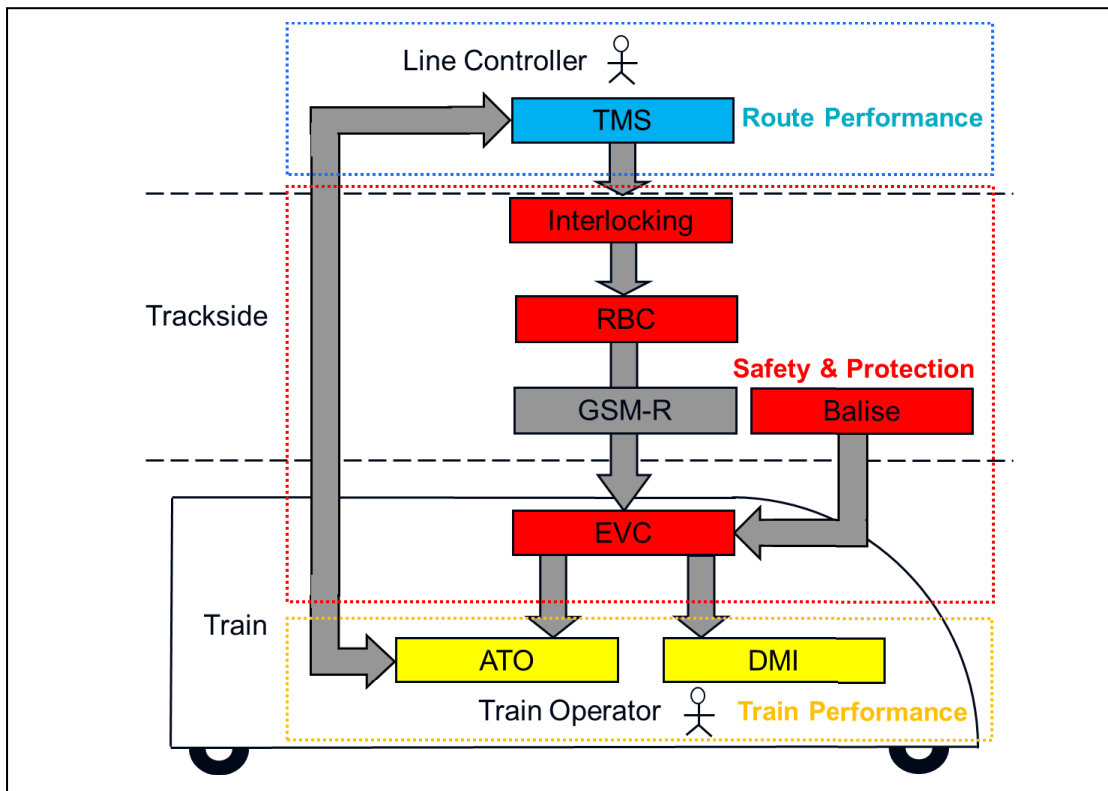 Line Controller
TMS
Route Performance
Interlocking
Trackside
RBC
Safety & Protection
GSM-R
Balise
EVC
Train
ATO
DMI
Train Operator
Train Performance